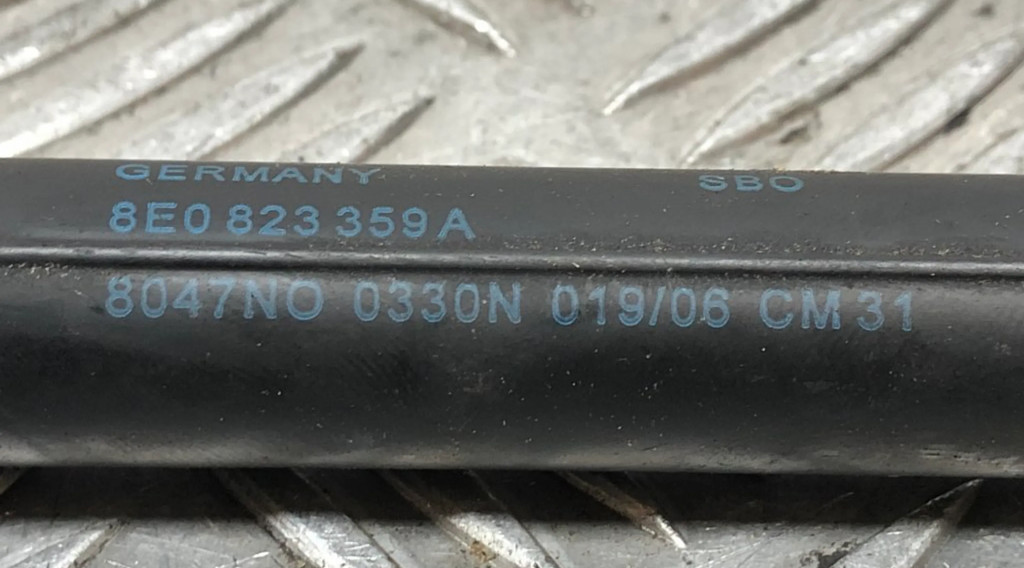 GERMANY SBO
8E0 823 359 A
8047NO 0330N 019/06 CM 31